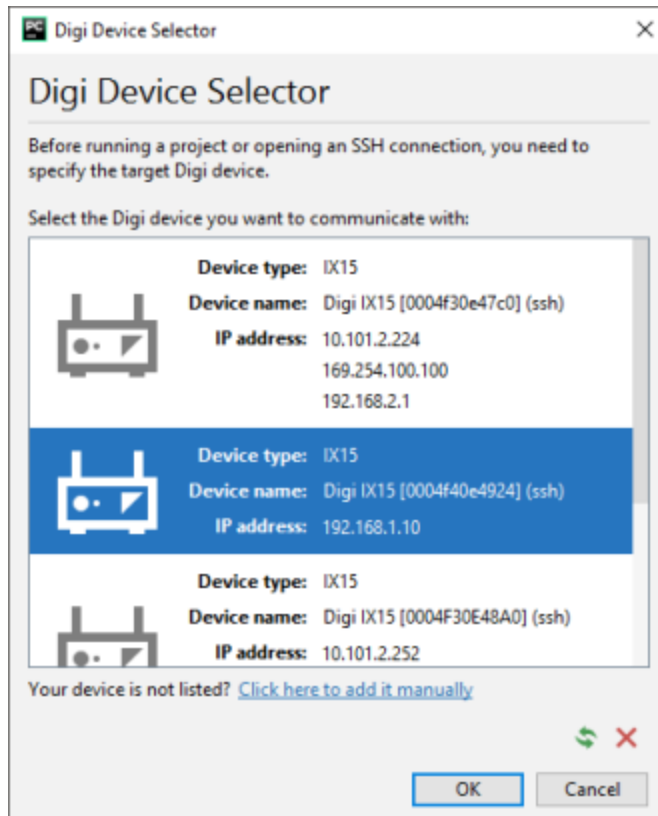 Digi Device Selector
Digi Device Selector
Before running a project or opening an SSH connection, you need to
specify the target Digi device.
Select the Digi device you want to communicate with:
Device type: IX15
Device name: Digi IX15 [0004f30e47c0] (ssh)
IP address: 10.101.2.224
169.254.100.100
192.168.2.1
Device type: IX15
Device name: Digi IX15 [0004f40e4924] (ssh)
IP address: 192.168.1.10
Device type: IX15
Device name: Digi IX15 [0004F30E48A0] (ssh)
IP address: 10.101.2.252
Your device is not listed? Click here to add it manually
OK Cancel